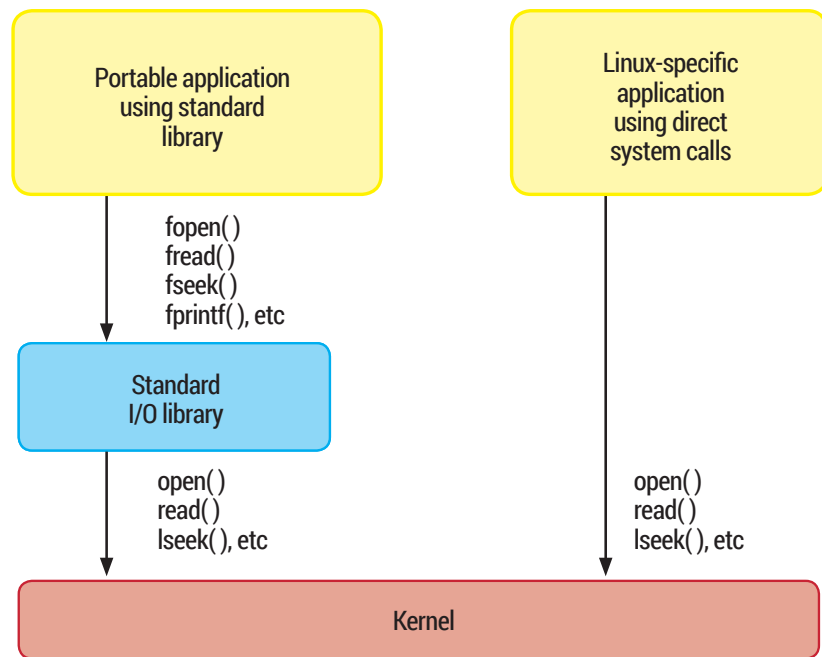 Portable application
using standard
library
Linux-specific
application
using direct
system calls
fopen( )
fread( )
fseek( )
fprintf( ), etc
Standard
I/O library
open( )
read( )
lseek( ), etc
open( )
read( )
lseek( ), etc
Kernel